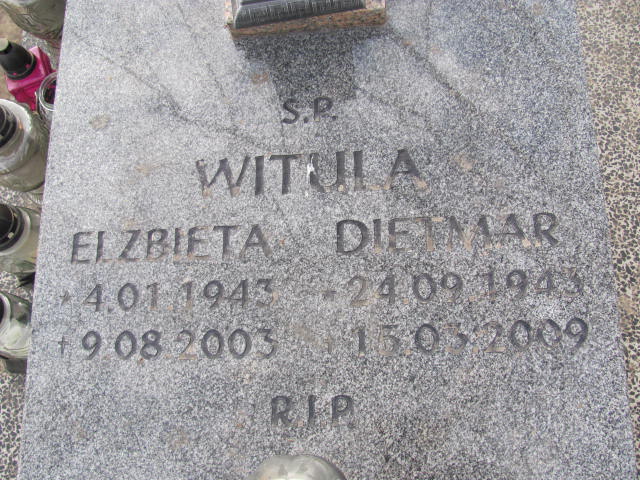 S.P.
WITULA
ELZBIETA DIETMAR
* 4.01.1943 * 24.09.1943
+ 9.08.2003 + 15.03.2009
R.I.P.